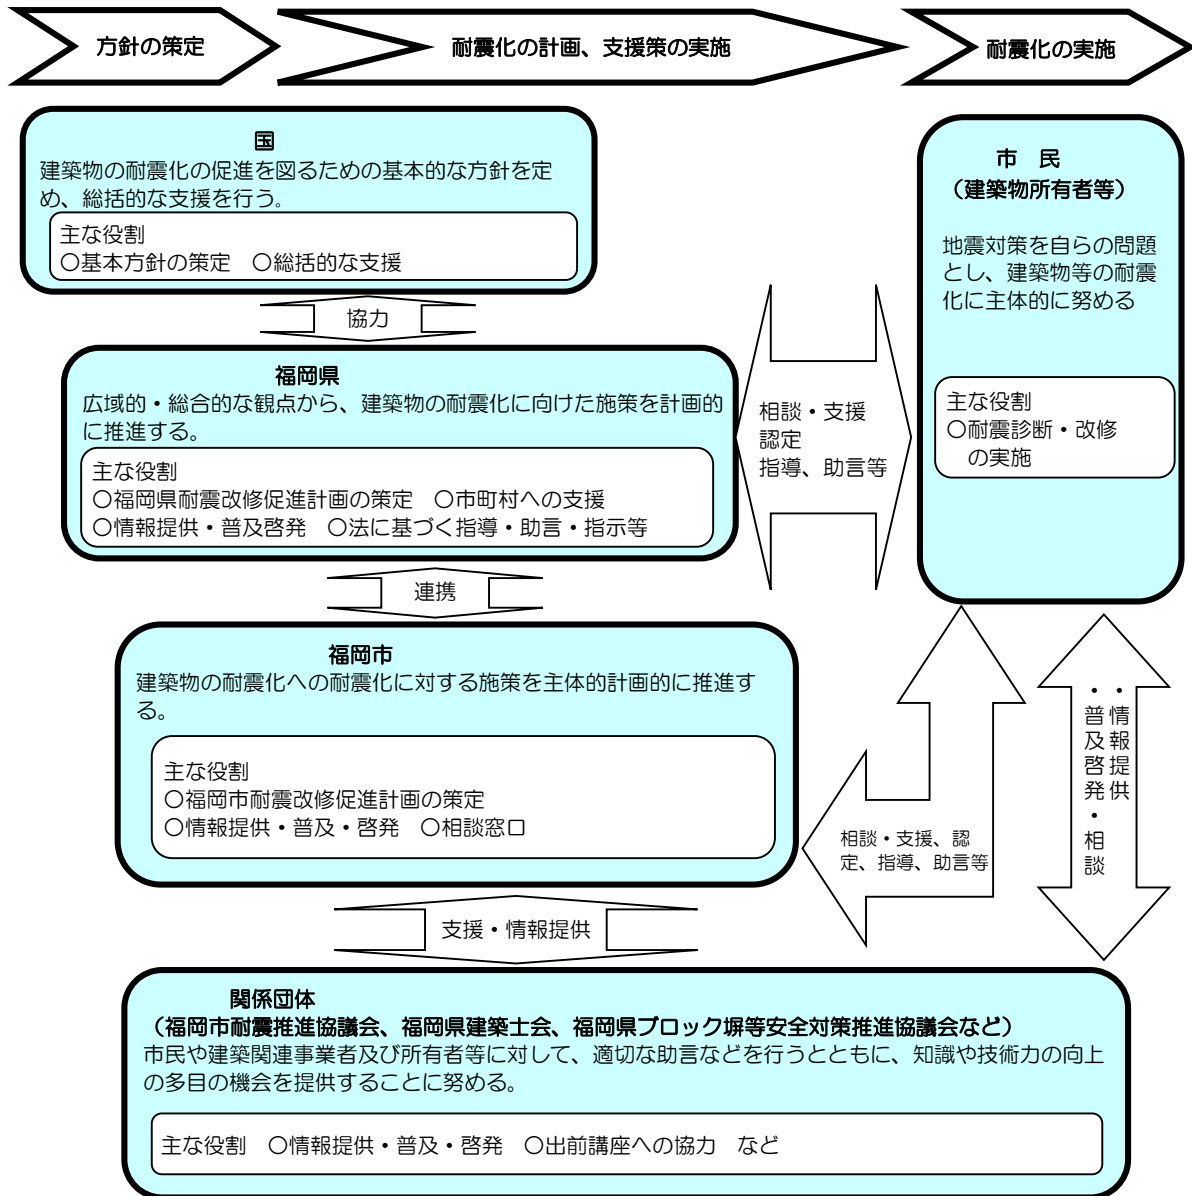 方針の策定
耐震化の計画、支援策の実施
耐震化の実施
国
建築物の耐震化の促進を図るための基本的な方針を定
め、総括的な支援を行う。
主な役割
○基本方針の策定　○総括的な支援
協力
福岡県
広域的・総合的な観点から、建築物の耐震化に向けた施策を計画的
に推進する。
主な役割
○福岡県耐震改修促進計画の策定　○市町村への支援
○情報提供・普及啓発　○法に基づく指導・助言・指示等
相談・支援
認定
指導、助言等
市　民
（建築物所有者等）
地震対策を自らの問題
とし、建築物等の耐震
化に主体的に努める
主な役割
○耐震診断・改修
の実施
連携
福岡市
建築物の耐震化への耐震化に対する施策を主体的計画的に推進す
る。
主な役割
○福岡市耐震改修促進計画の策定
○情報提供・普及・啓発　○相談窓口
相談・支援、認
定、指導、助言等
・情報提供
・普及啓発・相談
支援・情報提供
関係団体
（福岡市耐震推進協議会、福岡県建築士会、福岡県ブロック塀等安全対策推進協議会など）
市民や建築関連事業者及び所有者等に対して、適切な助言などを行うとともに、知識や技術力の向上
の多目の機会を提供することに努める。
主な役割　○情報提供・普及・啓発　○出前講座への協力　など